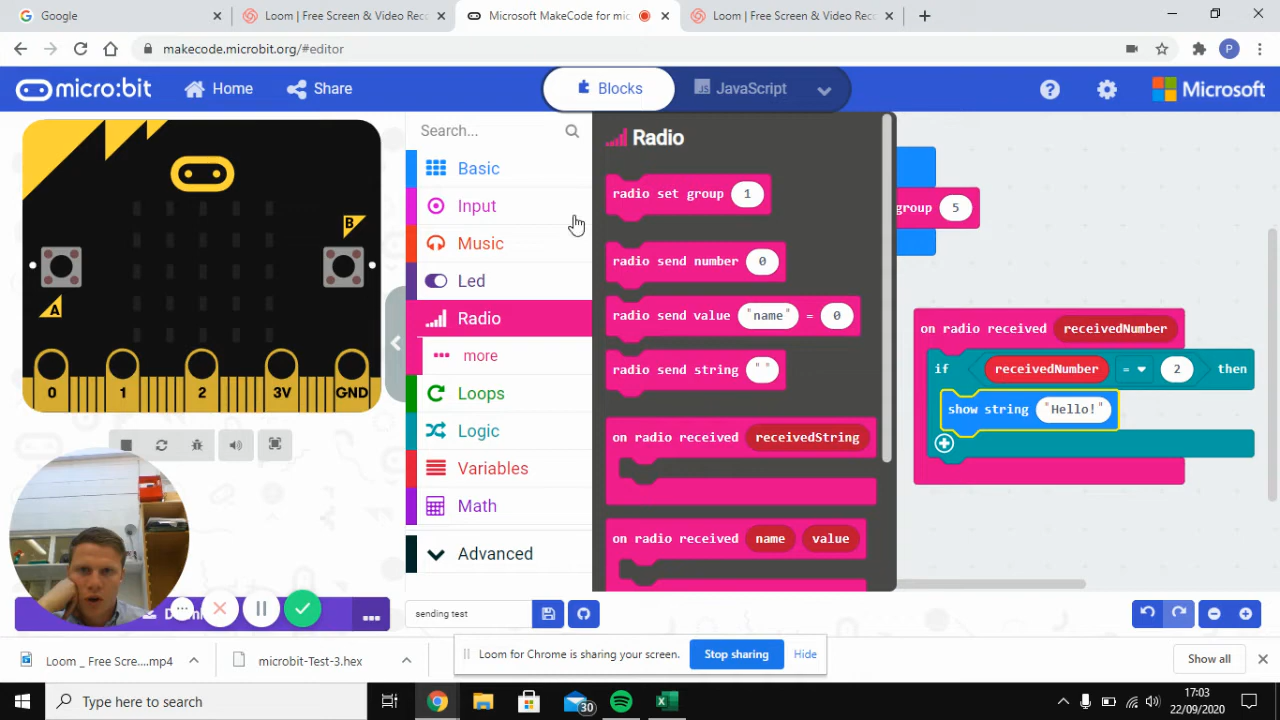 Google
Loom | Free Screen & Video Rec
Microsoft MakeCode for mic
Loom | Free Screen & Video Reco
makecode.microbit.org/#editor
P
micro:bit
Home
Share
Blocks
JavaScript
Microsoft
Search...
Basic
Input
Music
Led
Radio
more
Loops
Logic
Variables
Math
Advanced
A
B
0 1 2 3V GND
Radio
radio set group 1
radio send number 0
radio send value "name" = 0
radio send string " "
on radio received receivedString
on radio received name value
group 5
on radio received receivedNumber
if receivedNumber = 2 then
show string "Hello!"
sending test
Loom _ Free Scre....mp4
microbit-Test-3.hex
Loom for Chrome is sharing your screen.
Stop sharing
Hide
Show all
Type here to search
30
17:03
22/09/2020